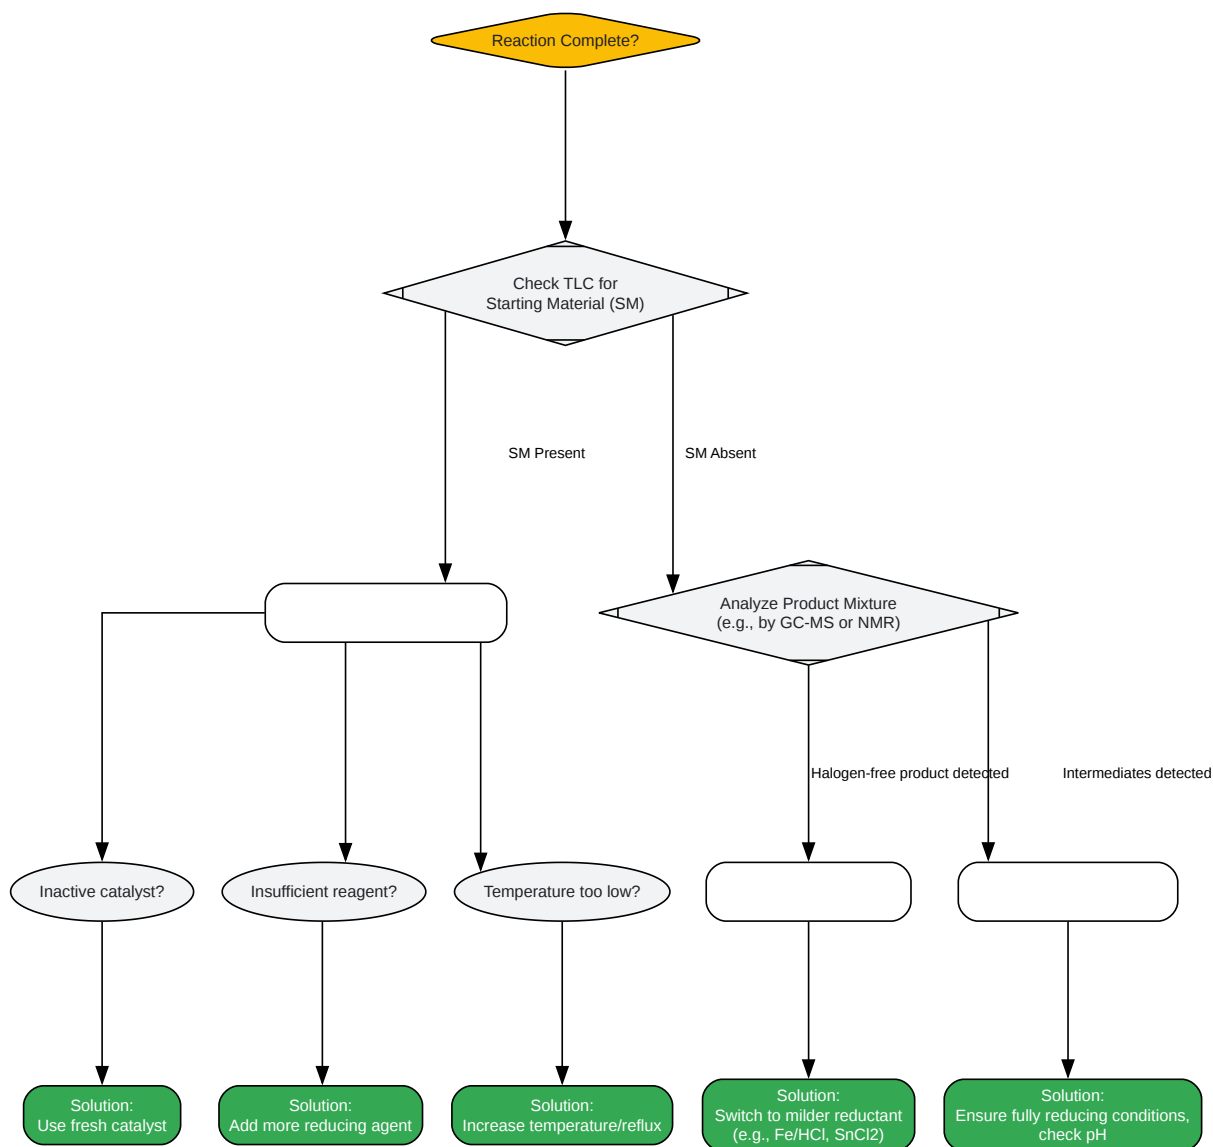 Reaction Complete?
Check TLC for
Starting Material (SM)
SM Present
SM Absent
Analyze Product Mixture
(e.g., by GC-MS or NMR)
Halogen-free product detected
Intermediates detected
Inactive catalyst?
Insufficient reagent?
Temperature too low?
Solution:
Use fresh catalyst
Solution:
Add more reducing agent
Solution:
Increase temperature/reflux
Solution:
Switch to milder reductant
(e.g., Fe/HCl, SnCl2)
Solution:
Ensure fully reducing conditions,
check pH